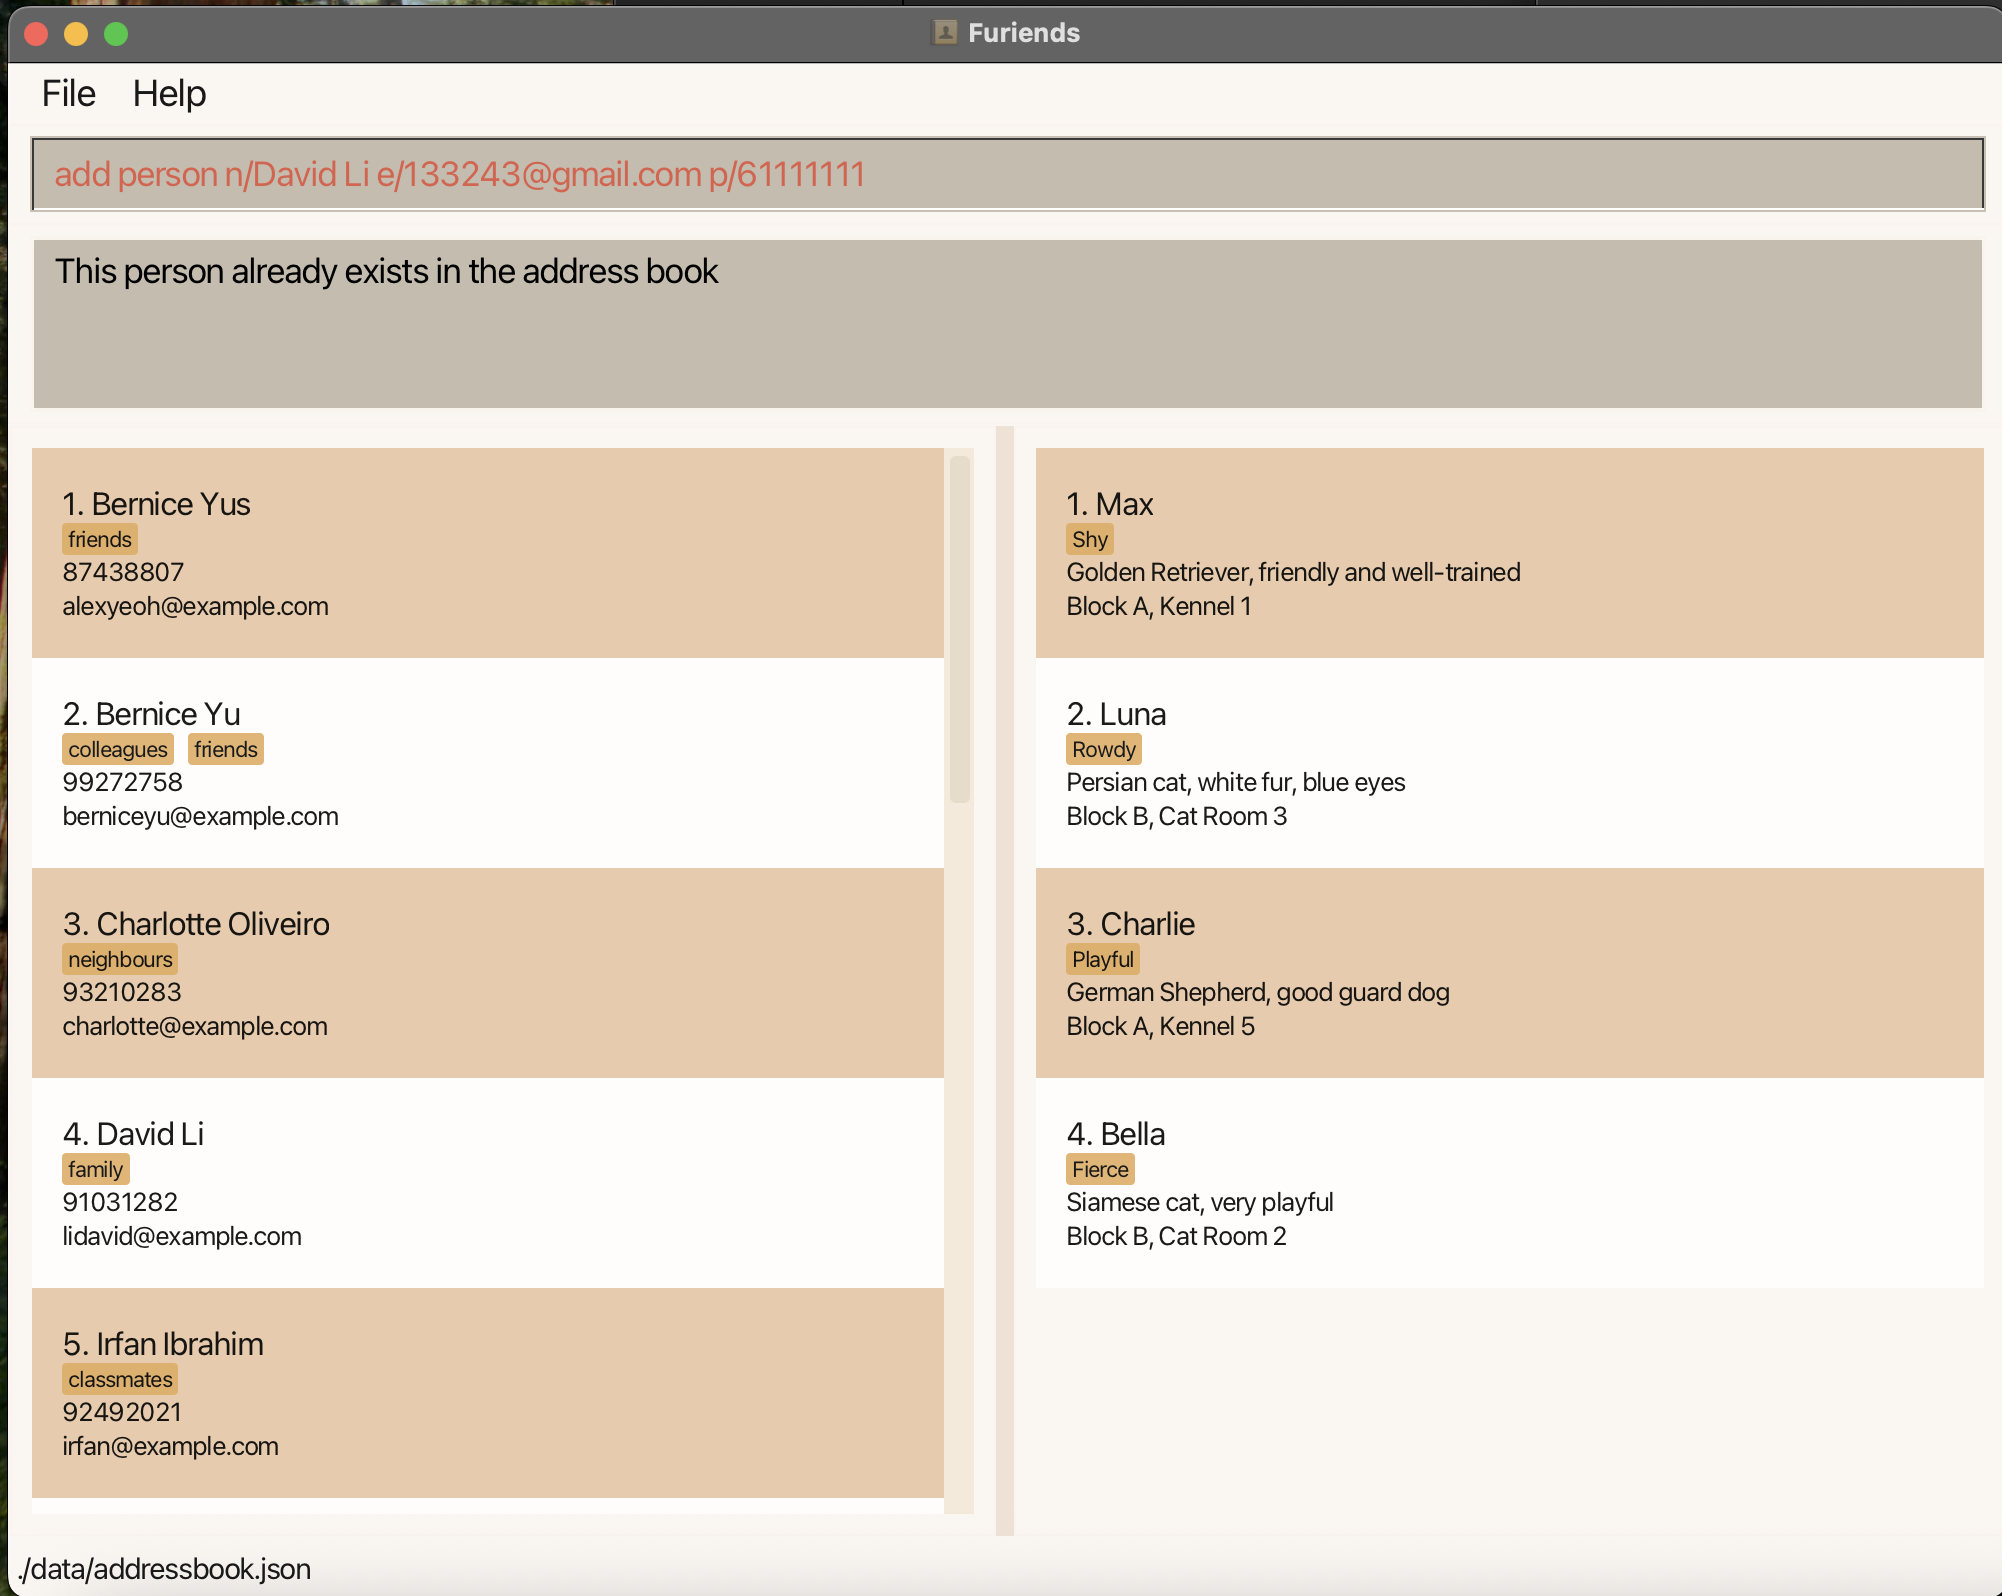 Furiends
File Help
add person n/David Li e/133243@gmail.com p/61111111
This person already exists in the address book
1. Bernice Yus
friends
87438807
alexyeoh@example.com
2. Bernice Yu
colleagues friends
99272758
berniceyu@example.com
3. Charlotte Oliveiro
neighbours
93210283
charlotte@example.com
4. David Li
family
91031282
lidavid@example.com
5. Irfan Ibrahim
classmates
92492021
irfan@example.com
1. Max
Shy
Golden Retriever, friendly and well-trained
Block A, Kennel 1
2. Luna
Rowdy
Persian cat, white fur, blue eyes
Block B, Cat Room 3
3. Charlie
Playful
German Shepherd, good guard dog
Block A, Kennel 5
4. Bella
Fierce
Siamese cat, very playful
Block B, Cat Room 2
./data/addressbook.json